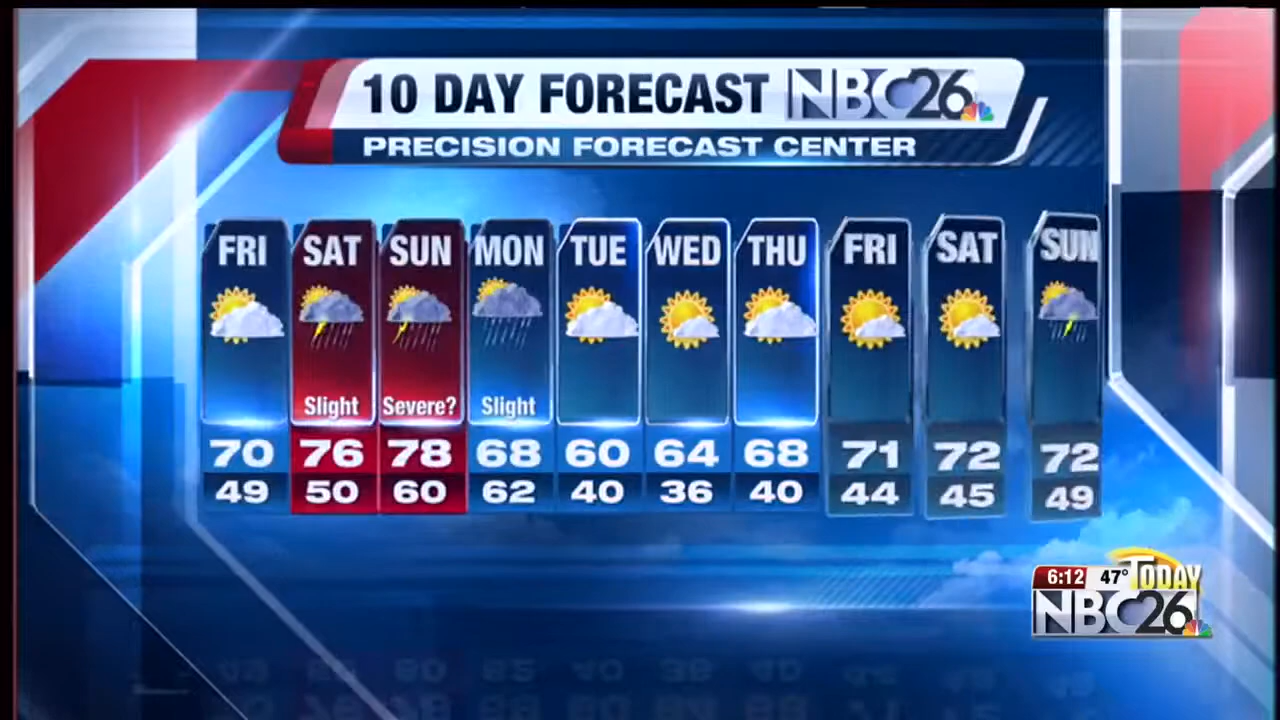 10 DAY FORECAST NBC26
PRECISION FORECAST CENTER
FRI SAT SUN MON TUE WED THU FRI SAT SUN
Slight Severe? Slight
70 76 78 68 60 64 68 71 72 72
49 50 60 62 40 36 40 44 45 49
6:12 47° TODAY
NBC26